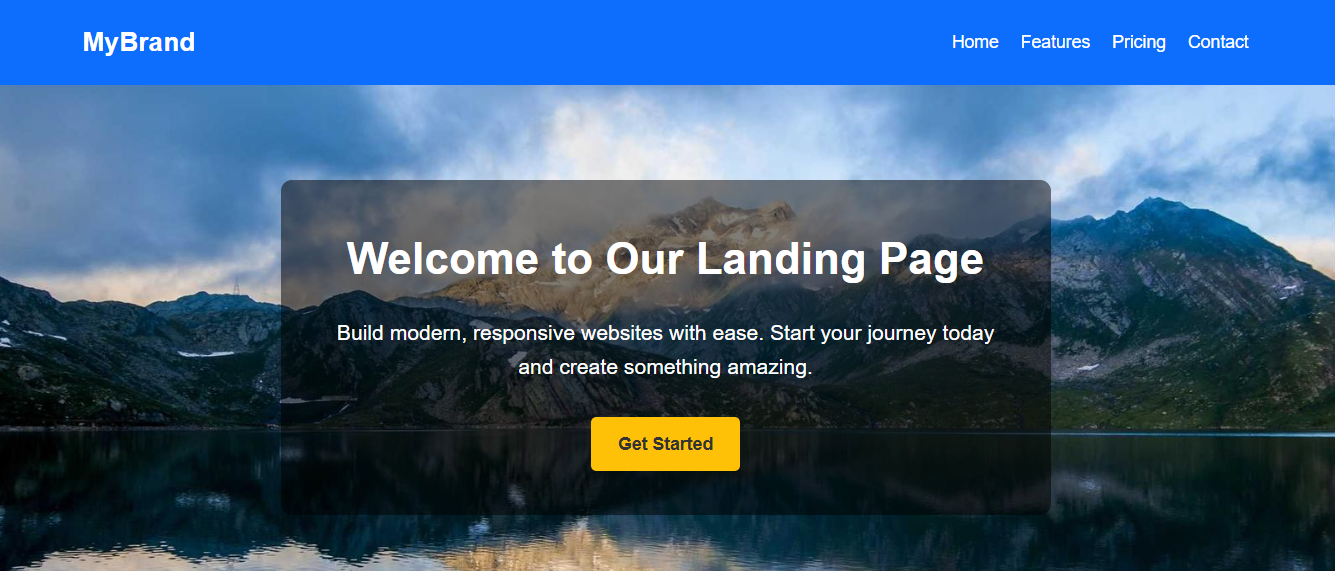 MyBrand
Home Features Pricing Contact
Welcome to Our Landing Page
Build modern, responsive websites with ease. Start your journey today
and create something amazing.
Get Started